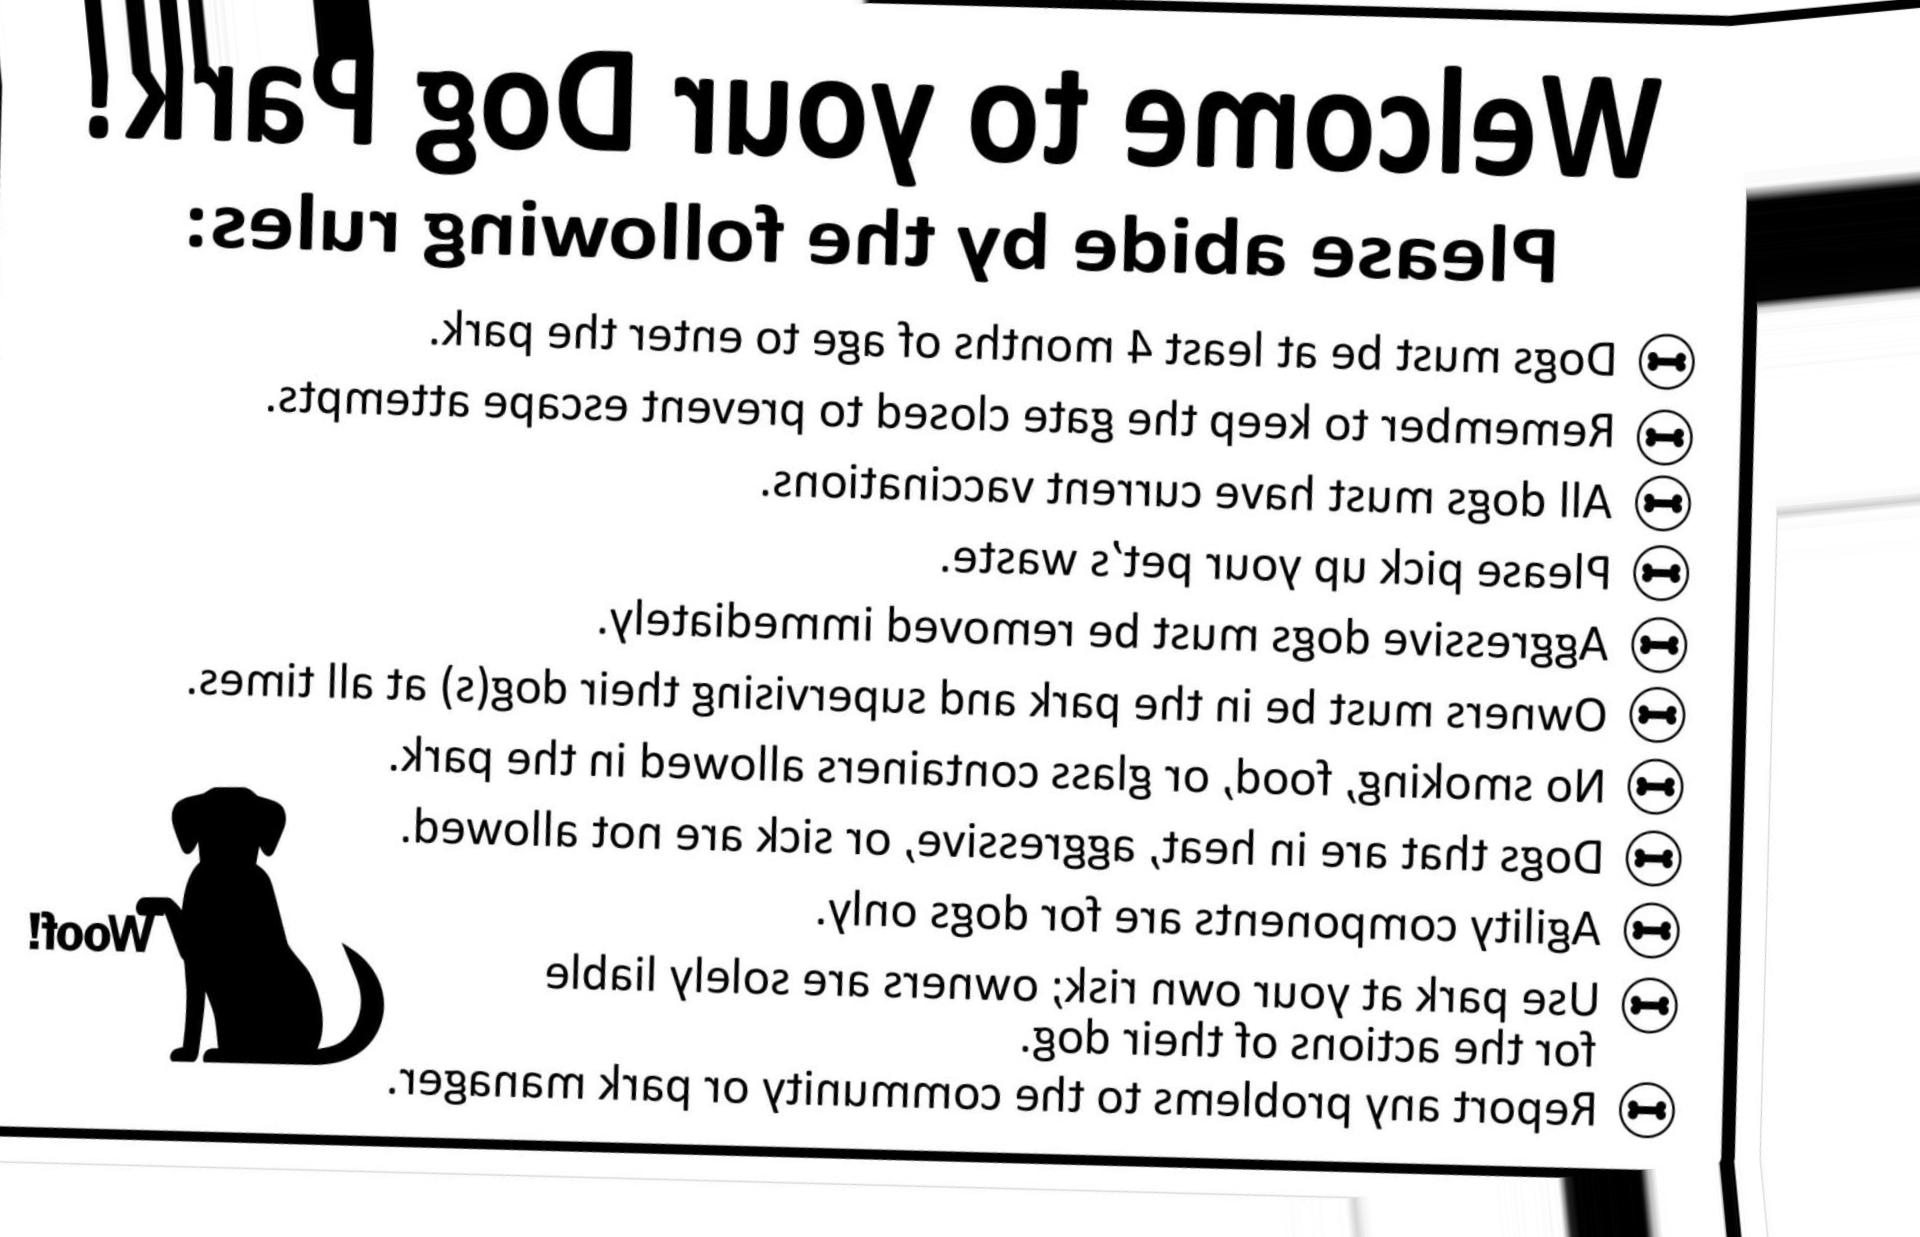 Welcome to your Dog Park!
Please abide by the following rules:
Dogs must be at least 4 months of age to enter the park.
Remember to keep the gate closed to prevent escape attempts.
All dogs must have current vaccinations.
Please pick up your pet's waste.
Aggressive dogs must be removed immediately.
Owners must be in the park and supervising their dog(s) at all times.
No smoking, food, or glass containers allowed in the park.
Dogs that are in heat, aggressive, or sick are not allowed.
Agility components are for dogs only.
Use park at your own risk; owners are solely liable
for the actions of their dog.
Report any problems to the community or park manager.
Woof!